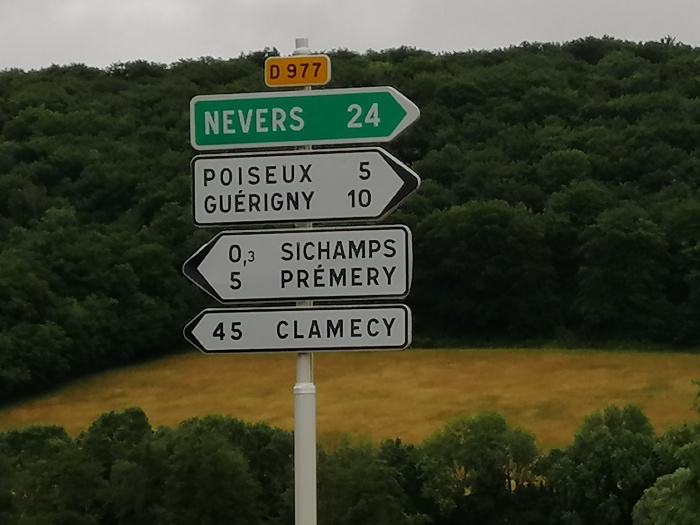 D 977
NEVERS 24
POISEUX 5
GUÉRIGNY 10
0,3 SICHAMPS
5 PRÉMERY
45 CLAMECY